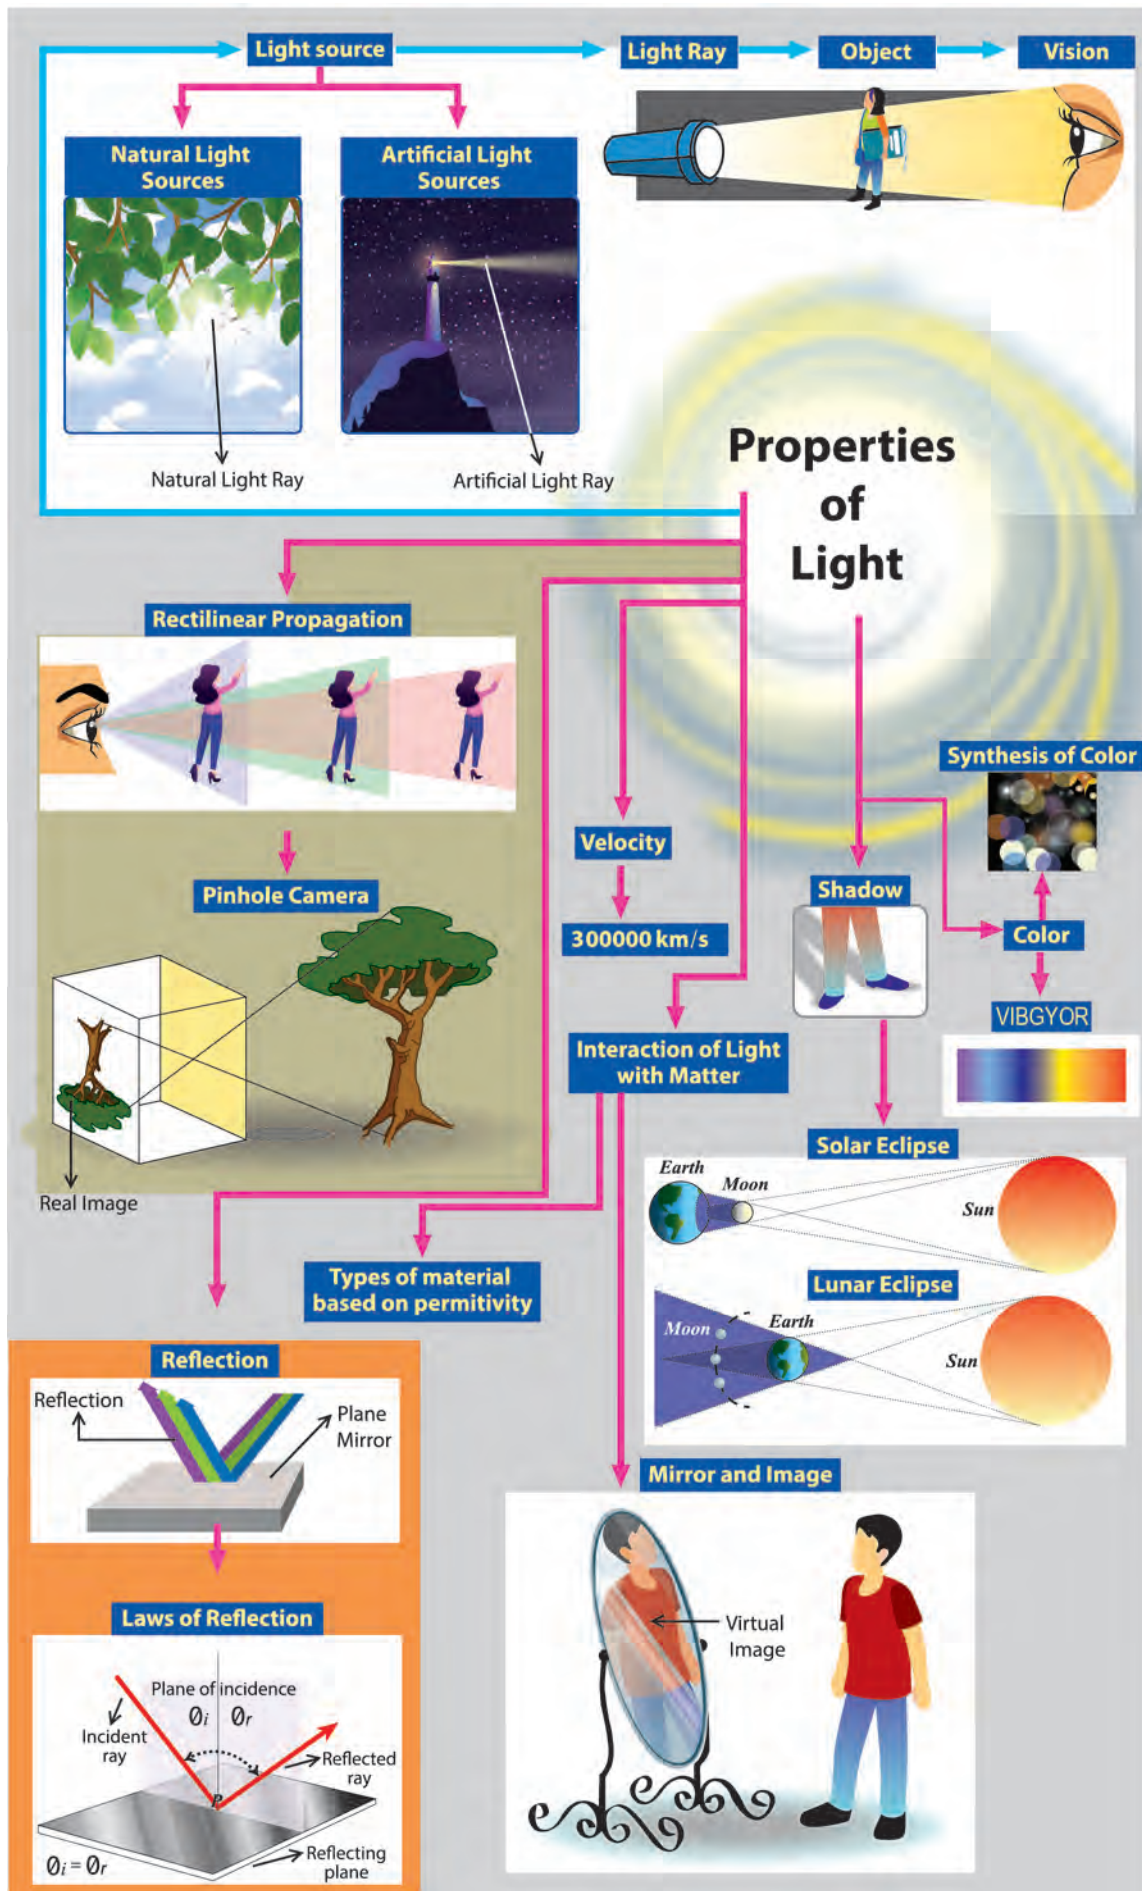 Light source
Light Ray
Object
Vision
Natural Light
Sources
Artificial Light
Sources
Natural Light Ray
Artificial Light Ray
Properties
of
Light
Rectilinear Propagation
Pinhole Camera
Real Image
Velocity
300000 km/s
Synthesis of Color
Shadow
Color
VIBGYOR
Interaction of Light
with Matter
Solar Eclipse
Earth
Moon
Sun
Lunar Eclipse
Moon
Earth
Sun
Types of material
based on permitivity
Reflection
Reflection
Plane
Mirror
Laws of Reflection
Plane of incidence
Øi Ør
Incident
ray
Reflected
ray
P
Øi = Ør
Reflecting
plane
Mirror and Image
Virtual
Image